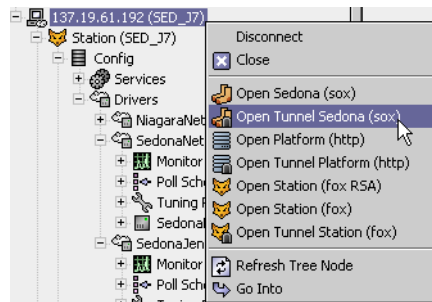 137.19.61.192 (SED_J7)
Station (SED_J7)
Config
Services
Drivers
NiagaraNet
SedonaNet
Monitor
Poll Sch
Tuning
Sedona
SedonaJen
Monitor
Poll Sch
Disconnect
Close
Open Sedona (sox)
Open Tunnel Sedona (sox)
Open Platform (http)
Open Tunnel Platform (http)
Open Station (fox RSA)
Open Station (fox)
Open Tunnel Station (fox)
Refresh Tree Node
Go Into